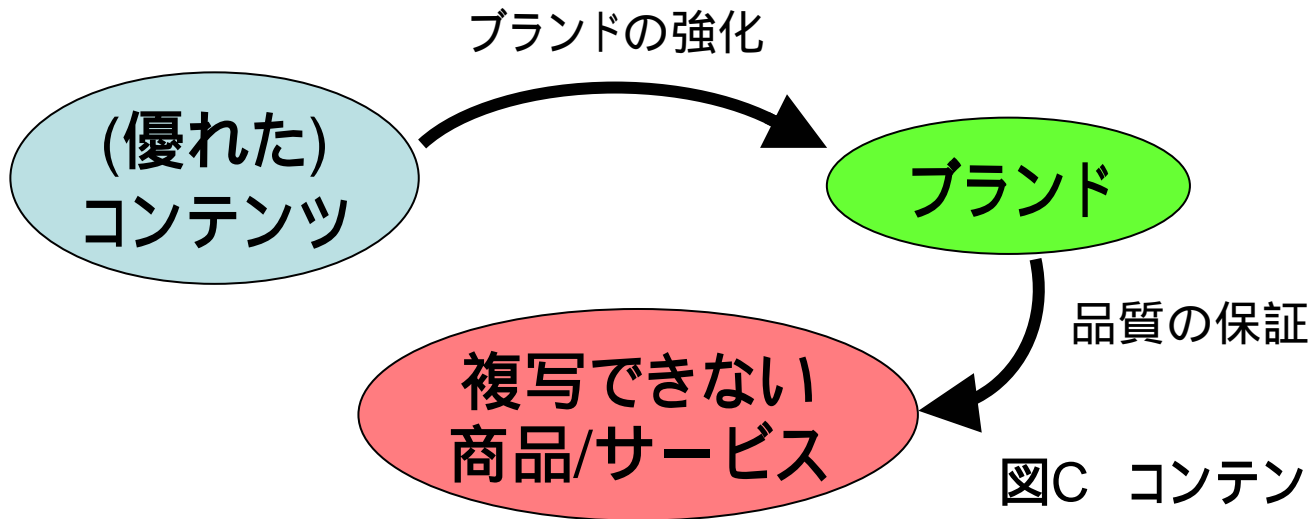 ブランドの強化
(優れた)
コンテンツ
ブランド
品質の保証
複写できない
商品/サービス
図C コンテン